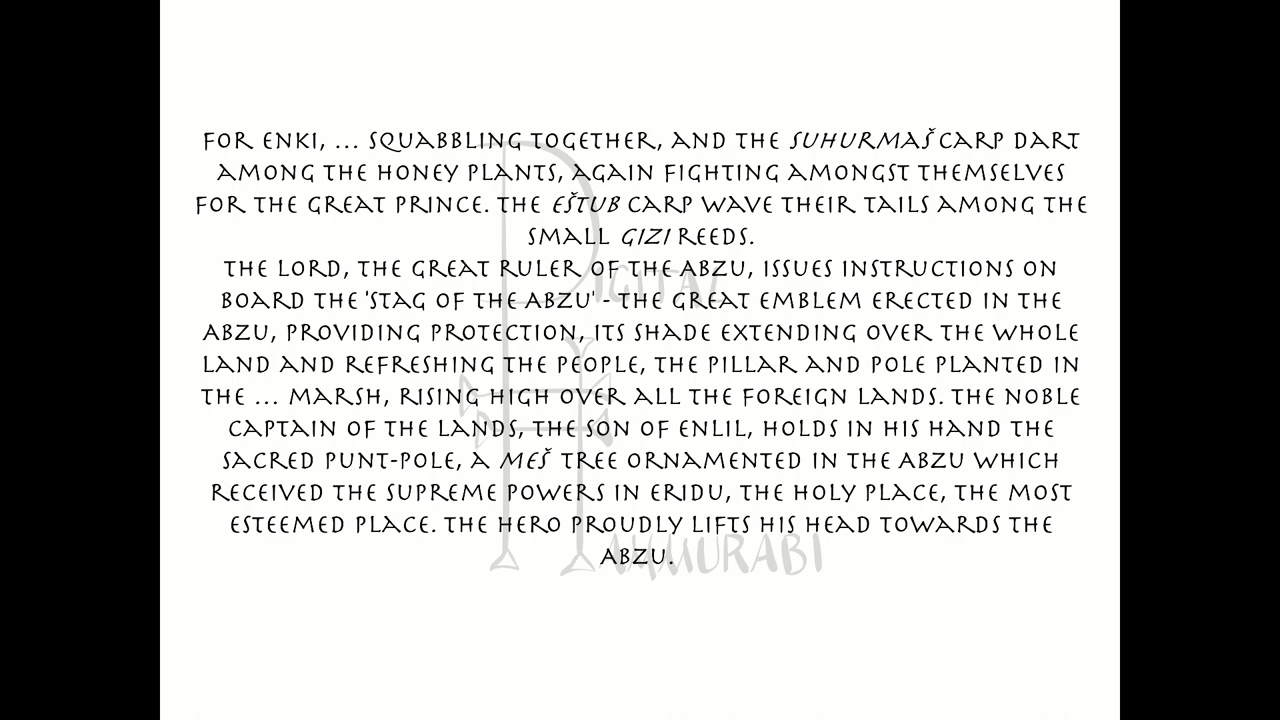 FOR ENKI, ... SQUABBLING TOGETHER, AND THE SUHURMAŠ CARP DART
AMONG THE HONEY PLANTS, AGAIN FIGHTING AMONGST THEMSELVES
FOR THE GREAT PRINCE. THE EŠTUB CARP WAVE THEIR TAILS AMONG THE
SMALL GIZI REEDS.
THE LORD, THE GREAT RULER OF THE ABZU, ISSUES INSTRUCTIONS ON
BOARD THE 'STAG OF THE ABZU' - THE GREAT EMBLEM ERECTED IN THE
ABZU, PROVIDING PROTECTION, ITS SHADE EXTENDING OVER THE WHOLE
LAND AND REFRESHING THE PEOPLE, THE PILLAR AND POLE PLANTED IN
THE ... MARSH, RISING HIGH OVER ALL THE FOREIGN LANDS. THE NOBLE
CAPTAIN OF THE LANDS, THE SON OF ENLIL, HOLDS IN HIS HAND THE
SACRED PUNT-POLE, A MEŠ TREE ORNAMENTED IN THE ABZU WHICH
RECEIVED THE SUPREME POWERS IN ERIDU, THE HOLY PLACE, THE MOST
ESTEEMED PLACE. THE HERO PROUDLY LIFTS HIS HEAD TOWARDS THE
ABZU.
DIGITAL
HAMMURABI